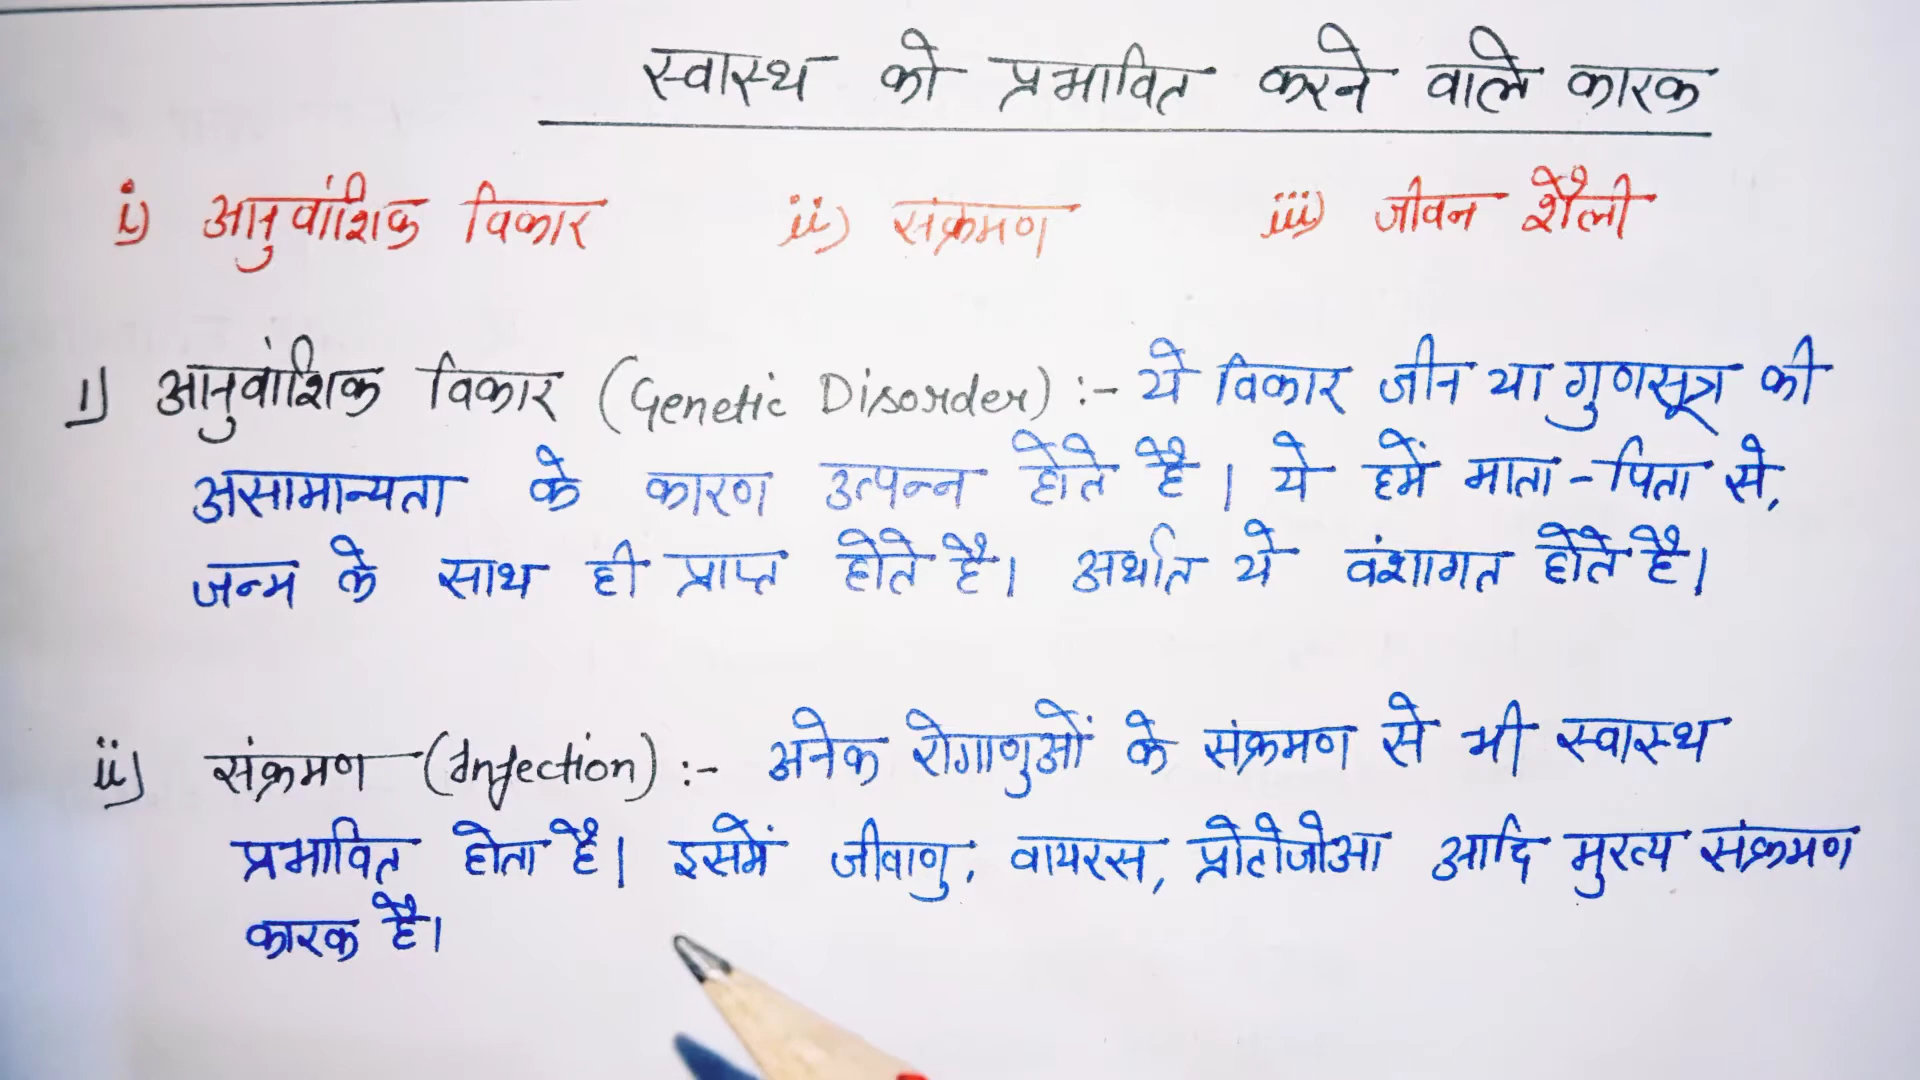 स्वास्थ को प्रभावित करने वाले कारक
i) आनुवांशिक विकार ii) संक्रमण iii) जीवन शैली
1) आनुवांशिक विकार (Genetic Disorder) :- ये विकार जीन या गुणसूत्र की
असामान्यता के कारण उत्पन्न होते है। ये हमें माता-पिता से,
जन्म के साथ ही प्राप्त होते है। अर्थात ये वंशागत होते है।
ii) संक्रमण (Infection) :- अनेक रोगाणुओं के संक्रमण से भी स्वास्थ
प्रभावित होता है। इसमें जीवाणु, वायरस, प्रोटोजोआ आदि मुख्य संक्रमण
कारक है।